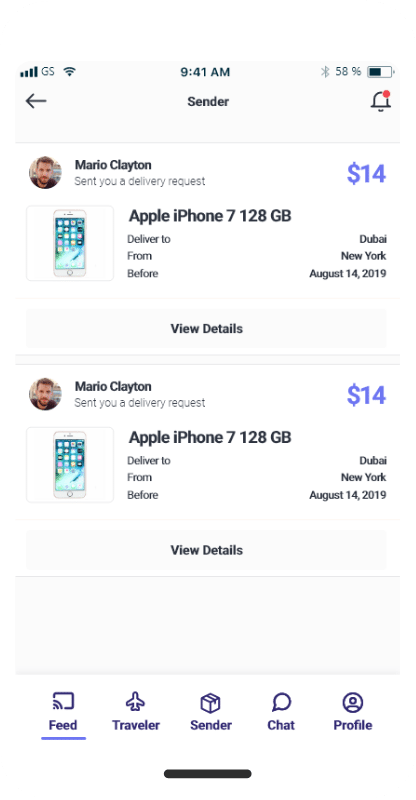 GS 9:41 AM 58 %
Sender
Mario Clayton
Sent you a delivery request
$14
Apple iPhone 7 128 GB
Deliver to Dubai
From New York
Before August 14, 2019
View Details
Mario Clayton
Sent you a delivery request
$14
Apple iPhone 7 128 GB
Deliver to Dubai
From New York
Before August 14, 2019
View Details
Feed Traveler Sender Chat Profile